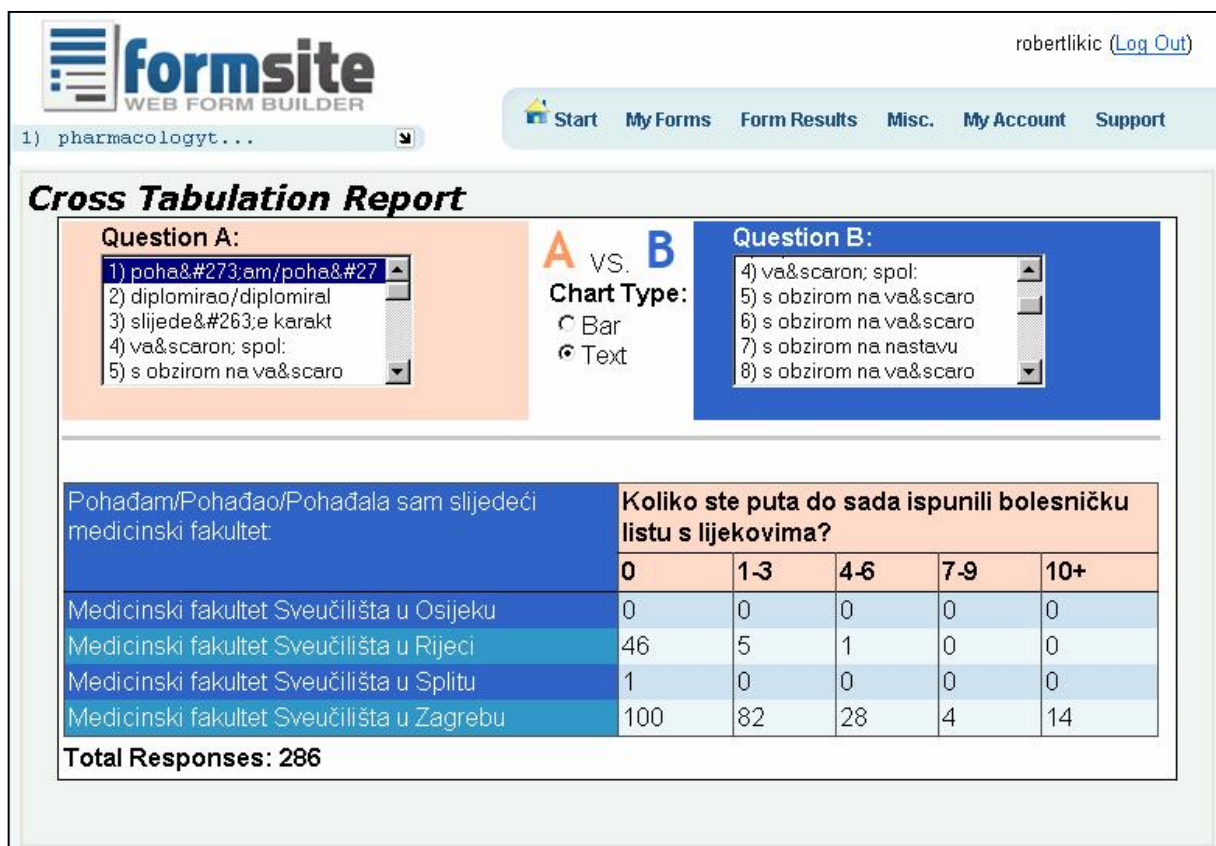 formsite
WEB FORM BUILDER
robertlikic (Log Out)
1) pharmacologyt...
Start My Forms Form Results Misc. My Account Support
Cross Tabulation Report
Question A:
1) poha&#273;am/poha&#27
2) diplomirao/diplomiral
3) slijede&#263;e karakt
4) va&scaron; spol:
5) s obzirom na va&scaro
A vs. B
Chart Type:
Bar
Text
Question B:
4) va&scaron; spol:
5) s obzirom na va&scaro
6) s obzirom na va&scaro
7) s obzirom na nastavu
8) s obzirom na va&scaro
Pohađam/Pohađao/Pohađala sam slijedeći
medicinski fakultet:
Koliko ste puta do sada ispunili bolesničku
listu s lijekovima?
0 1-3 4-6 7-9 10+
Medicinski fakultet Sveučilišta u Osijeku 0 0 0 0 0
Medicinski fakultet Sveučilišta u Rijeci 46 5 1 0 0
Medicinski fakultet Sveučilišta u Splitu 1 0 0 0 0
Medicinski fakultet Sveučilišta u Zagrebu 100 82 28 4 14
Total Responses: 286